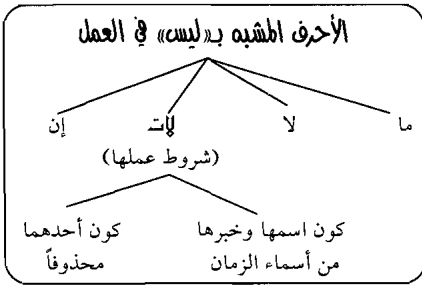 الأحرف المشبه بـ«ليس» في العمل
ما لا لات إن
(شروط عملها)
كون اسمها وخبرها كون أحدهما
من أسماء الزمان محذوفاً